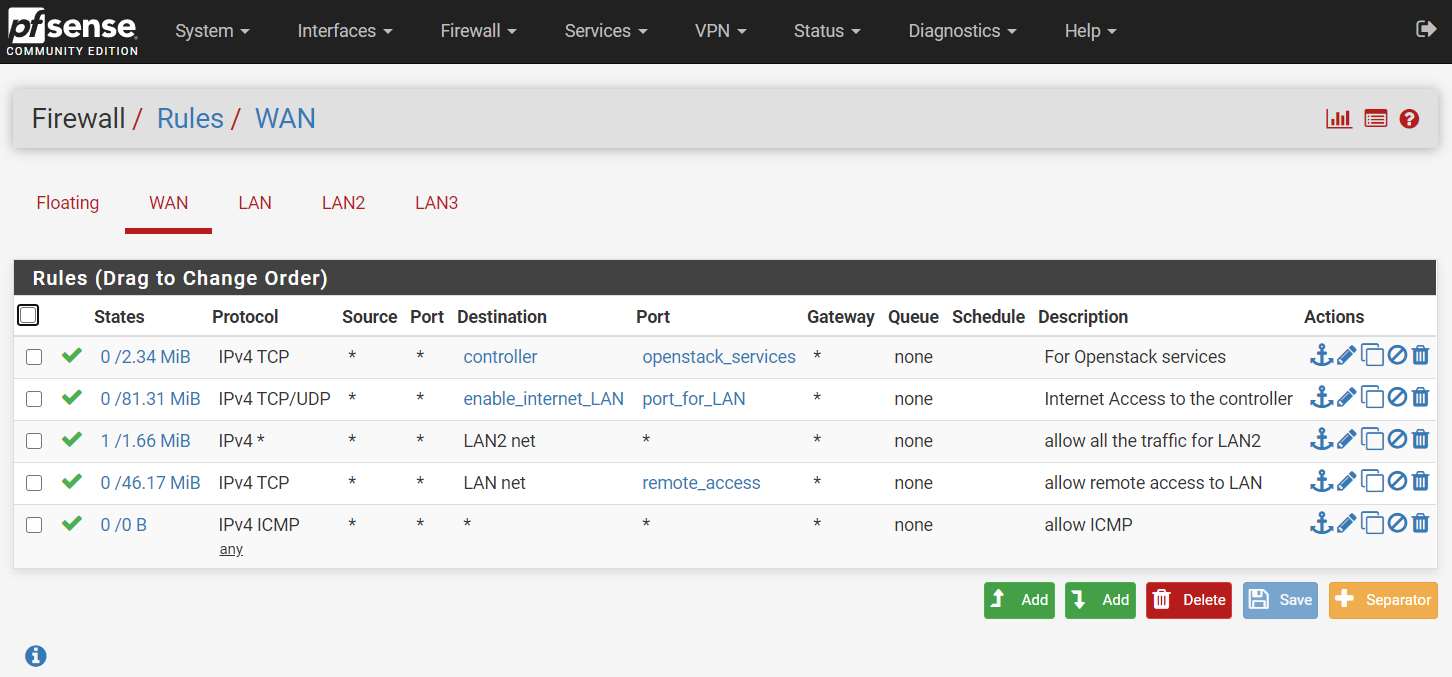 pfsense
COMMUNITY EDITION
System Interfaces Firewall Services VPN Status Diagnostics Help
Firewall / Rules / WAN
Floating WAN LAN LAN2 LAN3
Rules (Drag to Change Order)
States Protocol Source Port Destination Port Gateway Queue Schedule Description Actions
0 /2.34 MiB IPv4 TCP * * controller openstack_services * none For Openstack services
0 /81.31 MiB IPv4 TCP/UDP * * enable_internet_LAN port_for_LAN * none Internet Access to the controller
1 /1.66 MiB IPv4 * * * LAN2 net * * none allow all the traffic for LAN2
0 /46.17 MiB IPv4 TCP * * LAN net remote_access * none allow remote access to LAN
0 /0 B IPv4 ICMP * * * * * none allow ICMP
any
Add Add Delete Save Separator